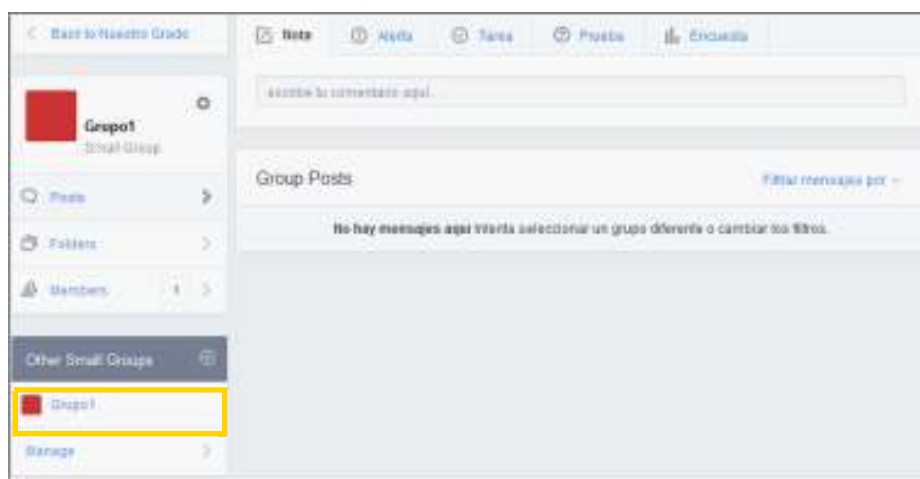 Back to Nuestro Grado
Nota Alerta Tarea Prueba Encuesta
escribe tu comentario aquí...
Grupo1
Small Group
Posts
Folders
Members 1
Group Posts
Filtrar mensajes por
No hay mensajes aquí Intenta seleccionar un grupo diferente o cambiar los filtros.
Other Small Groups
Grupo1
Manage